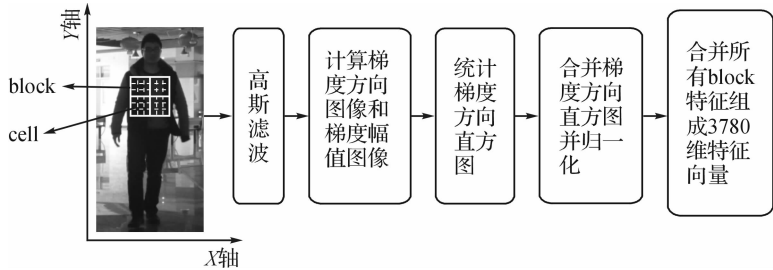 Y轴
block
cell
X轴
高
斯
滤
波
计算梯
度方向
图像和
梯度幅
值图像
统计
梯度
方向
直方
图
合并梯
度方向
直方图
并归一
化
合并所
有block
特征组
成3780
维特征
向量